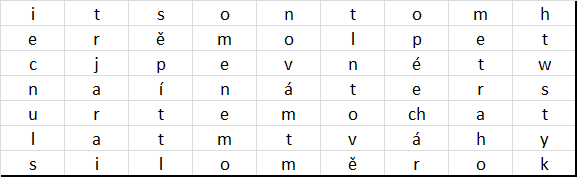 i t s o n t o m h
e r ě m o l p e t
c j p e v n é t w
n a í n á t e r s
u r t e m o ch a t
l a t m t v á h y
s i l o m ě r o k